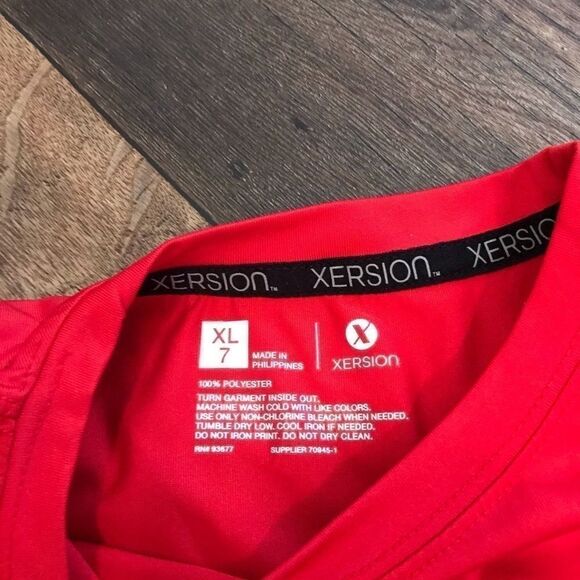 XERSION™ XERSION™ XERSION
XL
7
MADE IN
PHILIPPINES
X
XERSION
100% POLYESTER
TURN GARMENT INSIDE OUT.
MACHINE WASH COLD WITH LIKE COLORS.
USE ONLY NON-CHLORINE BLEACH WHEN NEEDED.
TUMBLE DRY LOW. COOL IRON IF NEEDED.
DO NOT IRON PRINT. DO NOT DRY CLEAN.
RN# 93677 SUPPLIER 70845-1